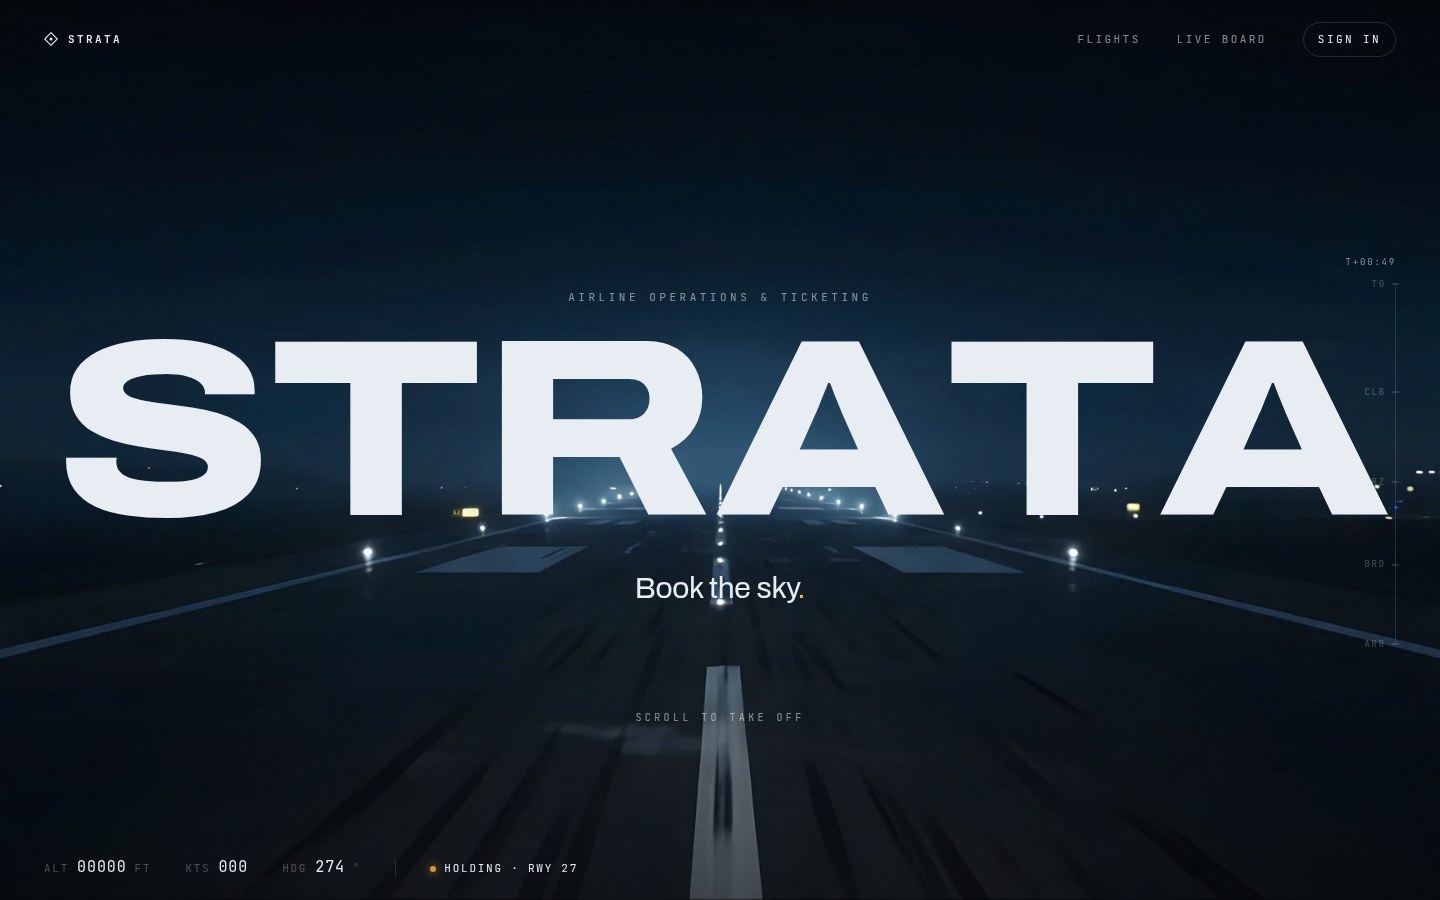 STRATA
FLIGHTS LIVE BOARD SIGN IN
T+00:49
TO
AIRLINE OPERATIONS & TICKETING
STRATA
CLB
BRD
Book the sky.
ARR
SCROLL TO TAKE OFF
ALT 00000 FT KTS 000 HDG 274 ° HOLDING · RWY 27